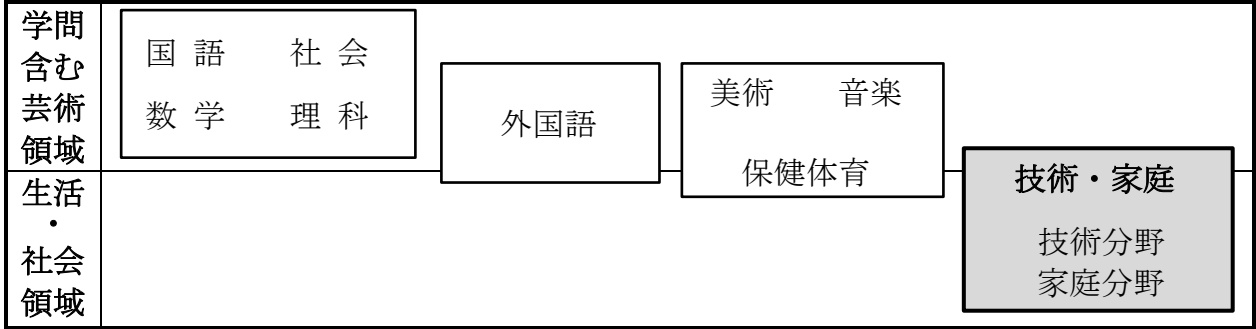 学問
含む
芸術
領域
国語 社会
数学 理科
外国語
美術 音楽
保健体育
生活
・
社会
領域
技術・家庭
技術分野
家庭分野